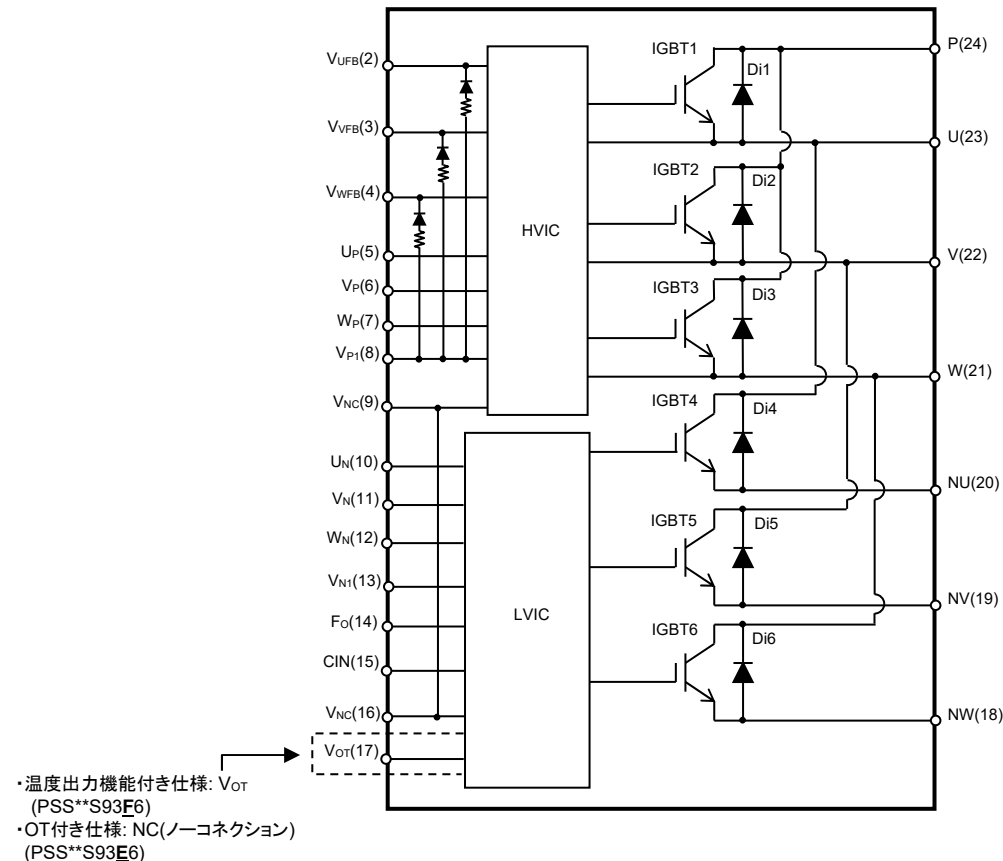 VUFB(2)
VVFB(3)
VWFB(4)
UP(5)
VP(6)
WP(7)
VP1(8)
VNC(9)
UN(10)
VN(11)
WN(12)
VN1(13)
FO(14)
CIN(15)
VNC(16)
VOT(17)
HVIC
LVIC
IGBT1
Di1
IGBT2
Di2
IGBT3
Di3
IGBT4
Di4
IGBT5
Di5
IGBT6
Di6
P(24)
U(23)
V(22)
W(21)
NU(20)
NV(19)
NW(18)
・温度出力機能付き仕様: VOT
(PSS**S93F6)
・OT付き仕様: NC(ノーコネクション)
(PSS**S93E6)